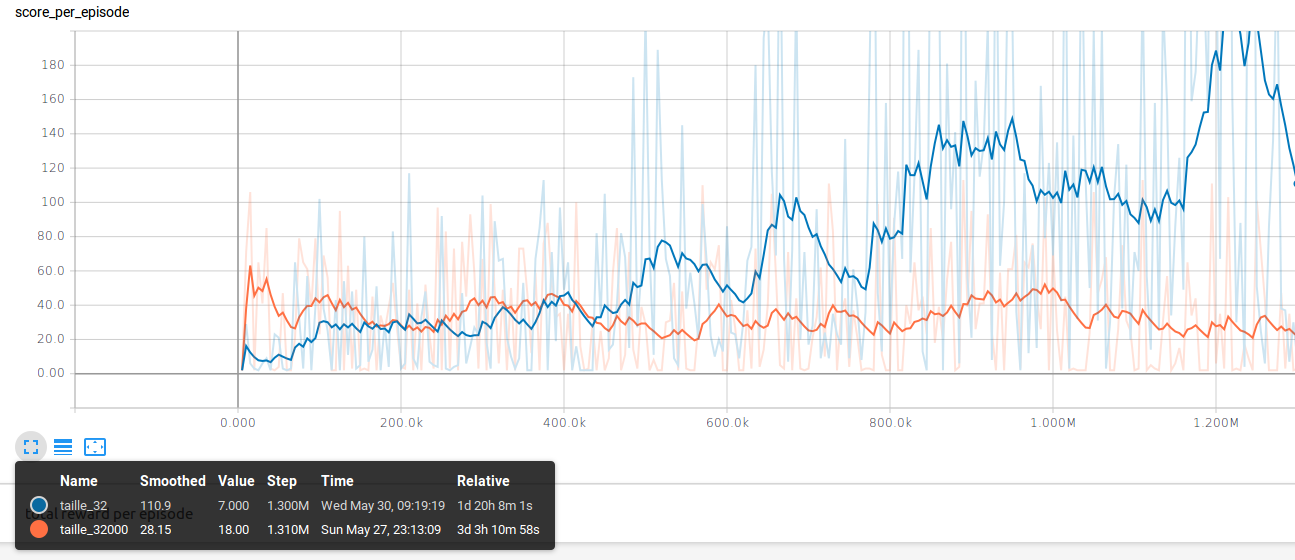 score_per_episode
180
160
140
120
100
80.0
60.0
40.0
20.0
0.00
0.000 200.0k 400.0k 600.0k 800.0k 1.000M 1.200M
Name Smoothed Value Step Time Relative
taille_32 110.9 7.000 1.300M Wed May 30, 09:19:19 1d 20h 8m 1s
total reward per episode
taille_32000 28.15 18.00 1.310M Sun May 27, 23:13:09 3d 3h 10m 58s